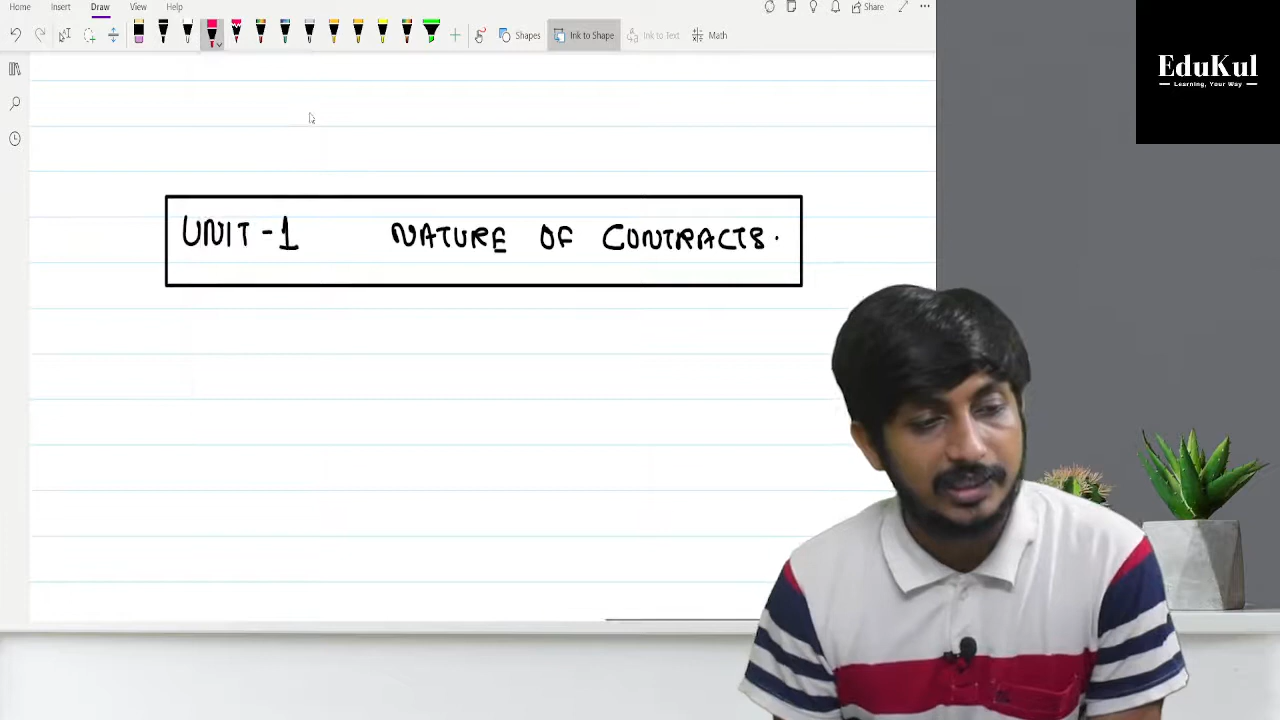 Home Insert Draw View Help Share
Shapes Ink to Shape Ink to Text Math
EduKul
Learning, Your Way
UNIT-1 NATURE OF CONTRACTS.